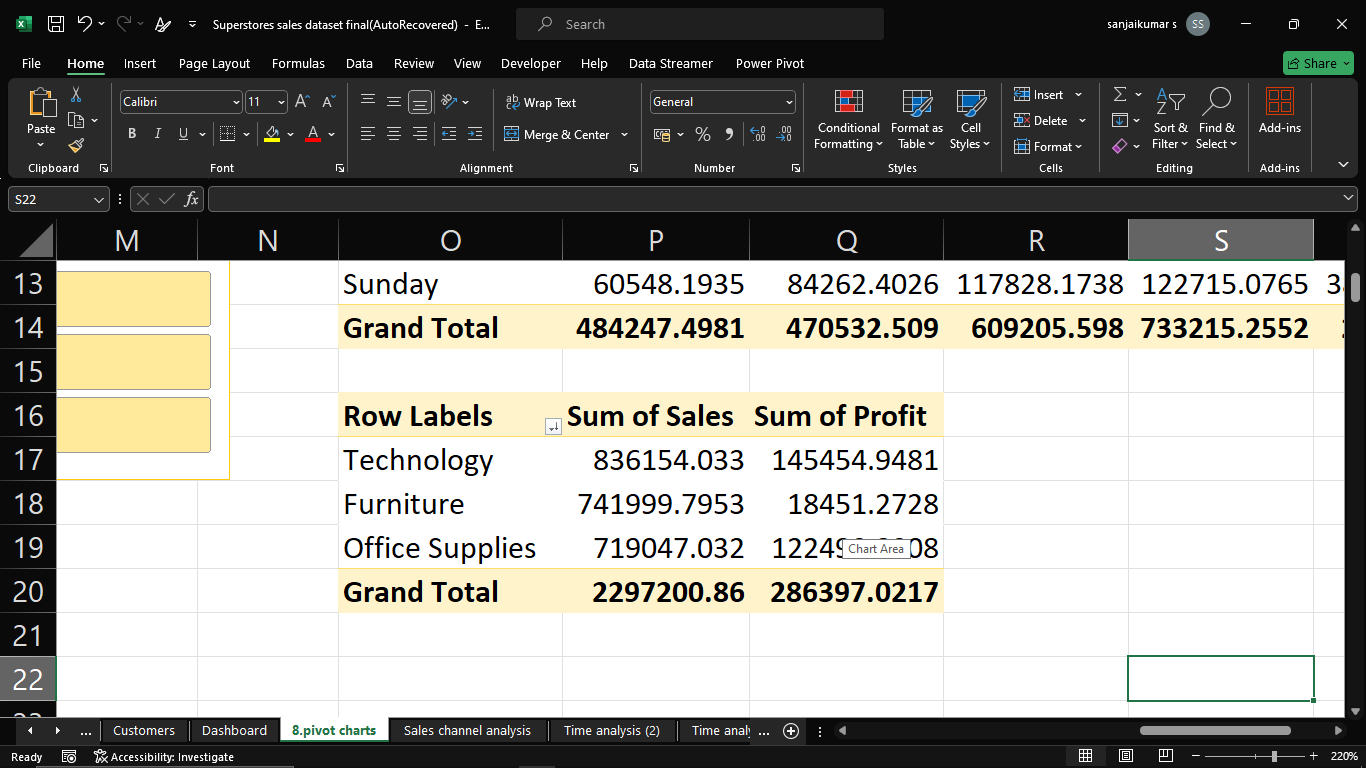 Superstores sales dataset final(AutoRecovered) - E...
Search
sanjaikumar s
SS
File Home Insert Page Layout Formulas Data Review View Developer Help Data Streamer Power Pivot
Share
Paste
Calibri 11
Wrap Text
General
Merge & Center
B I U
Conditional Formatting
Format as Table
Cell Styles
Insert
Delete
Format
Sort & Filter
Find & Select
Add-ins
Clipboard Font Alignment Number Styles Cells Editing Add-ins
S22
fx
M N O P Q R S
13 Sunday 60548.1935 84262.4026 117828.1738 122715.0765
14 Grand Total 484247.4981 470532.509 609205.598 733215.2552
15
16 Row Labels Sum of Sales Sum of Profit
17 Technology 836154.033 145454.9481
18 Furniture 741999.7953 18451.2728
19 Office Supplies 719047.032
Chart Area
20 Grand Total 2297200.86 286397.0217
21
22
... Customers Dashboard 8.pivot charts Sales channel analysis Time analysis (2) Time analy ...
Ready
Accessibility: Investigate
220%